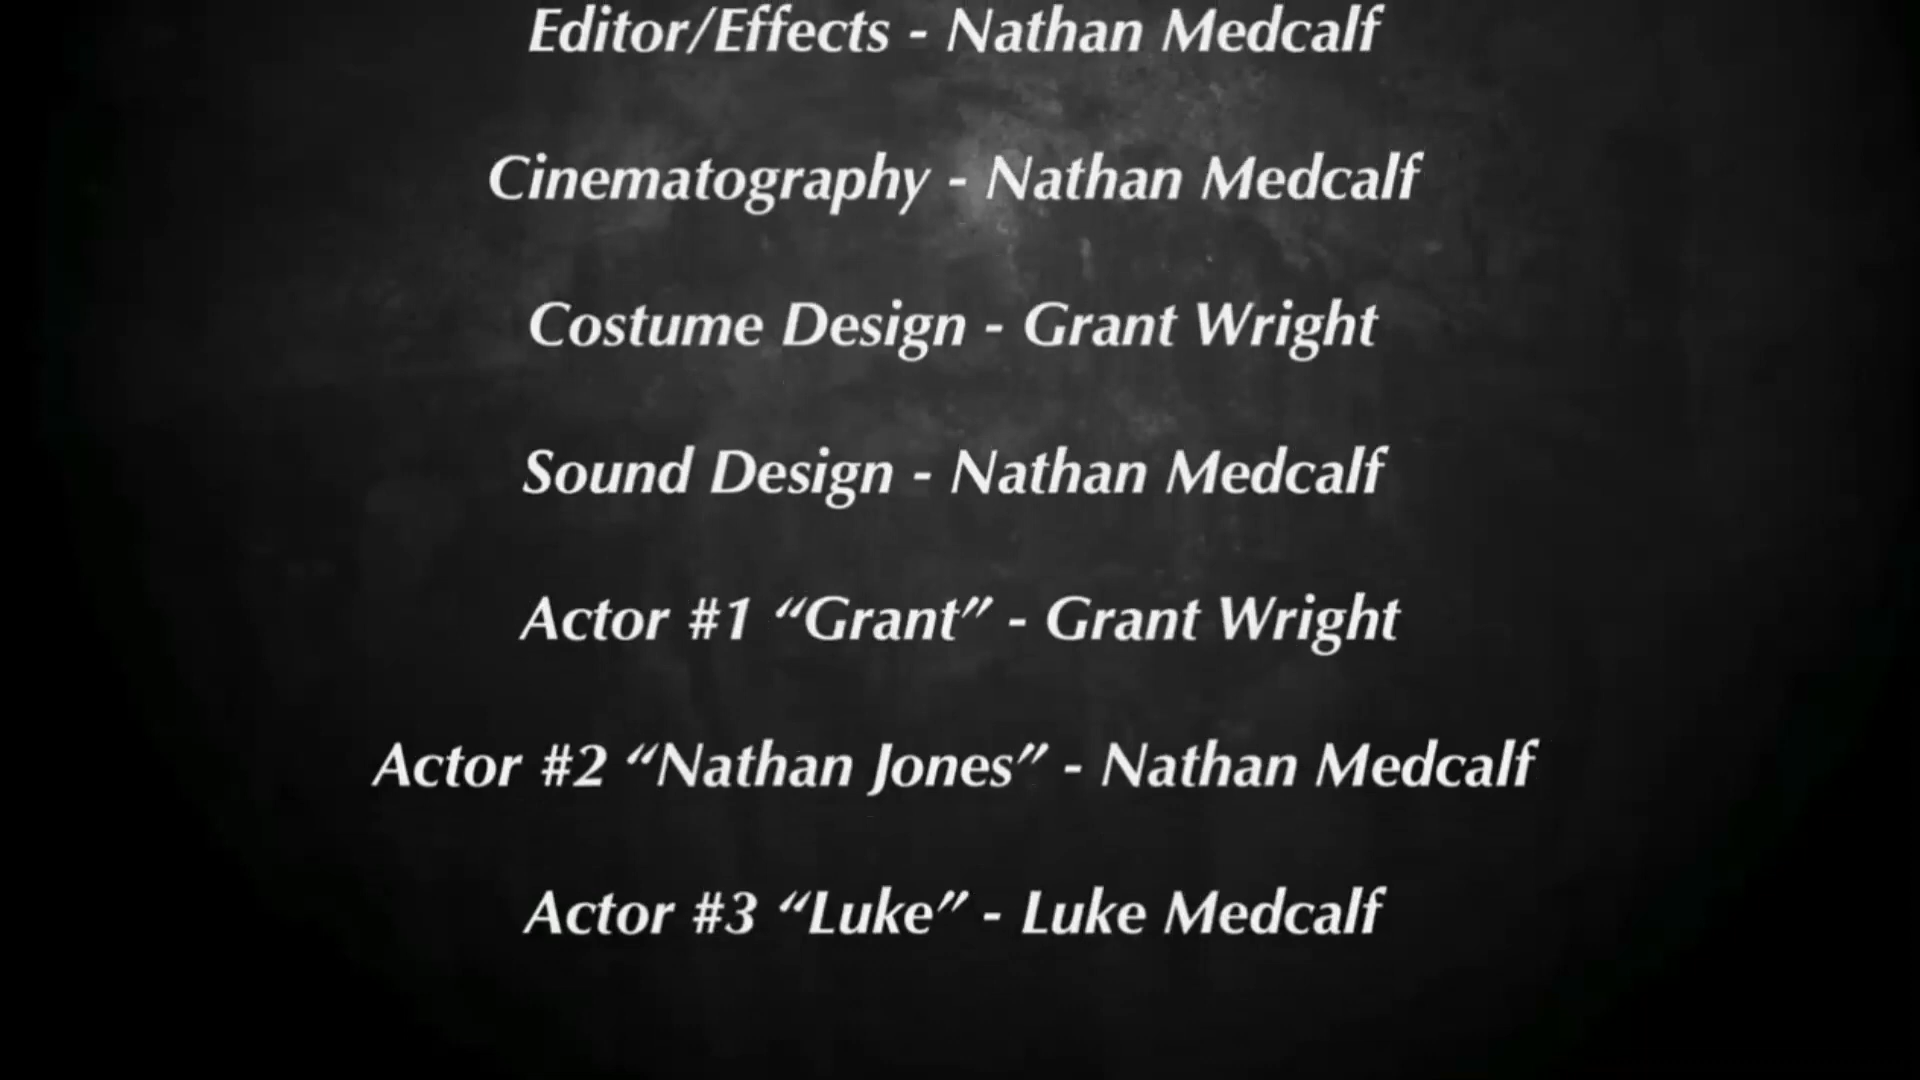 Editor/Effects - Nathan Medcalf
Cinematography - Nathan Medcalf
Costume Design - Grant Wright
Sound Design - Nathan Medcalf
Actor #1 “Grant” - Grant Wright
Actor #2 “Nathan Jones” - Nathan Medcalf
Actor #3 “Luke” - Luke Medcalf